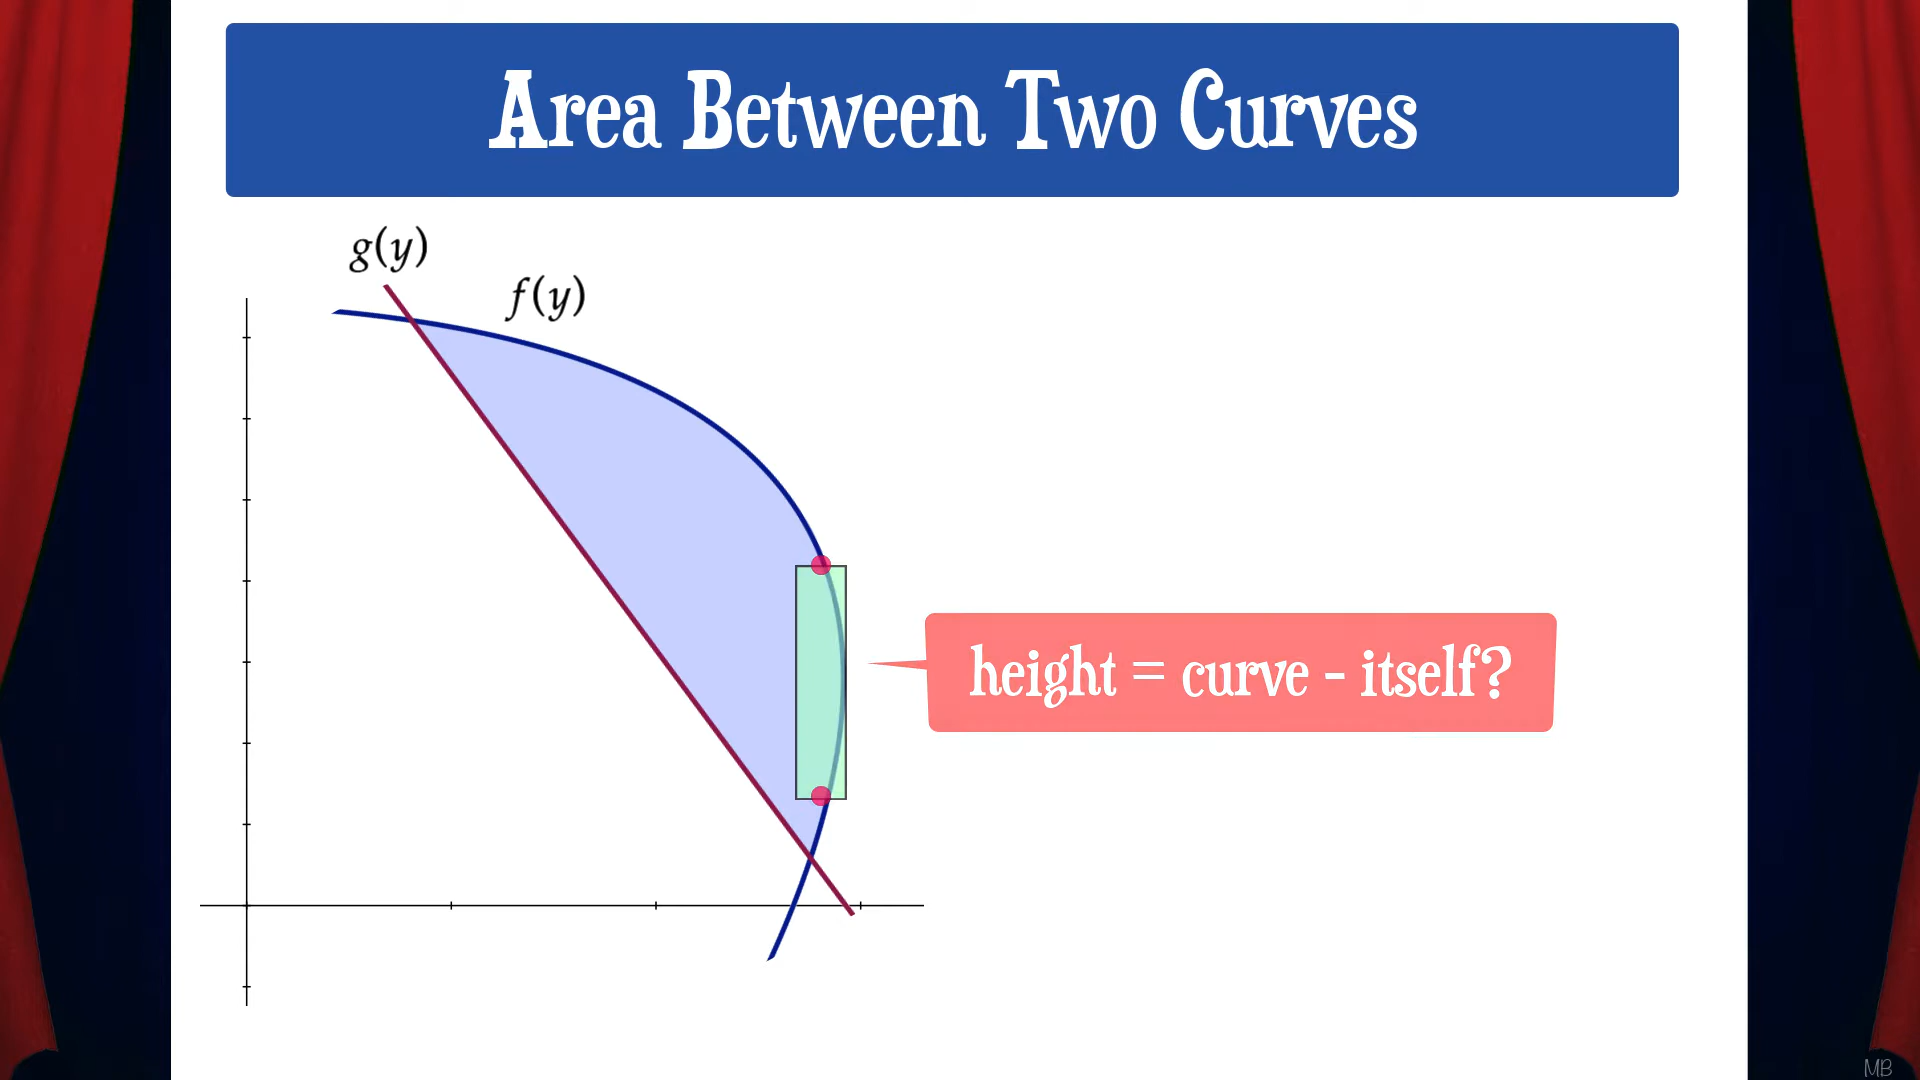 Area Between Two Curves
g(y)
f(y)
height = curve - itself?
MB